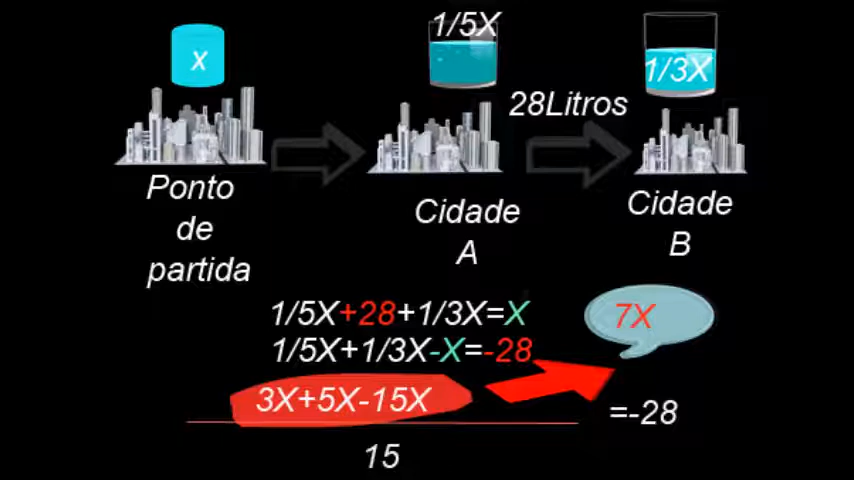 x
1/5X
1/3X
28Litros
Ponto
de
partida
Cidade
A
Cidade
B
1/5X+28+1/3X=X
1/5X+1/3X-X=-28
7X
3X+5X-15X
=-28
15